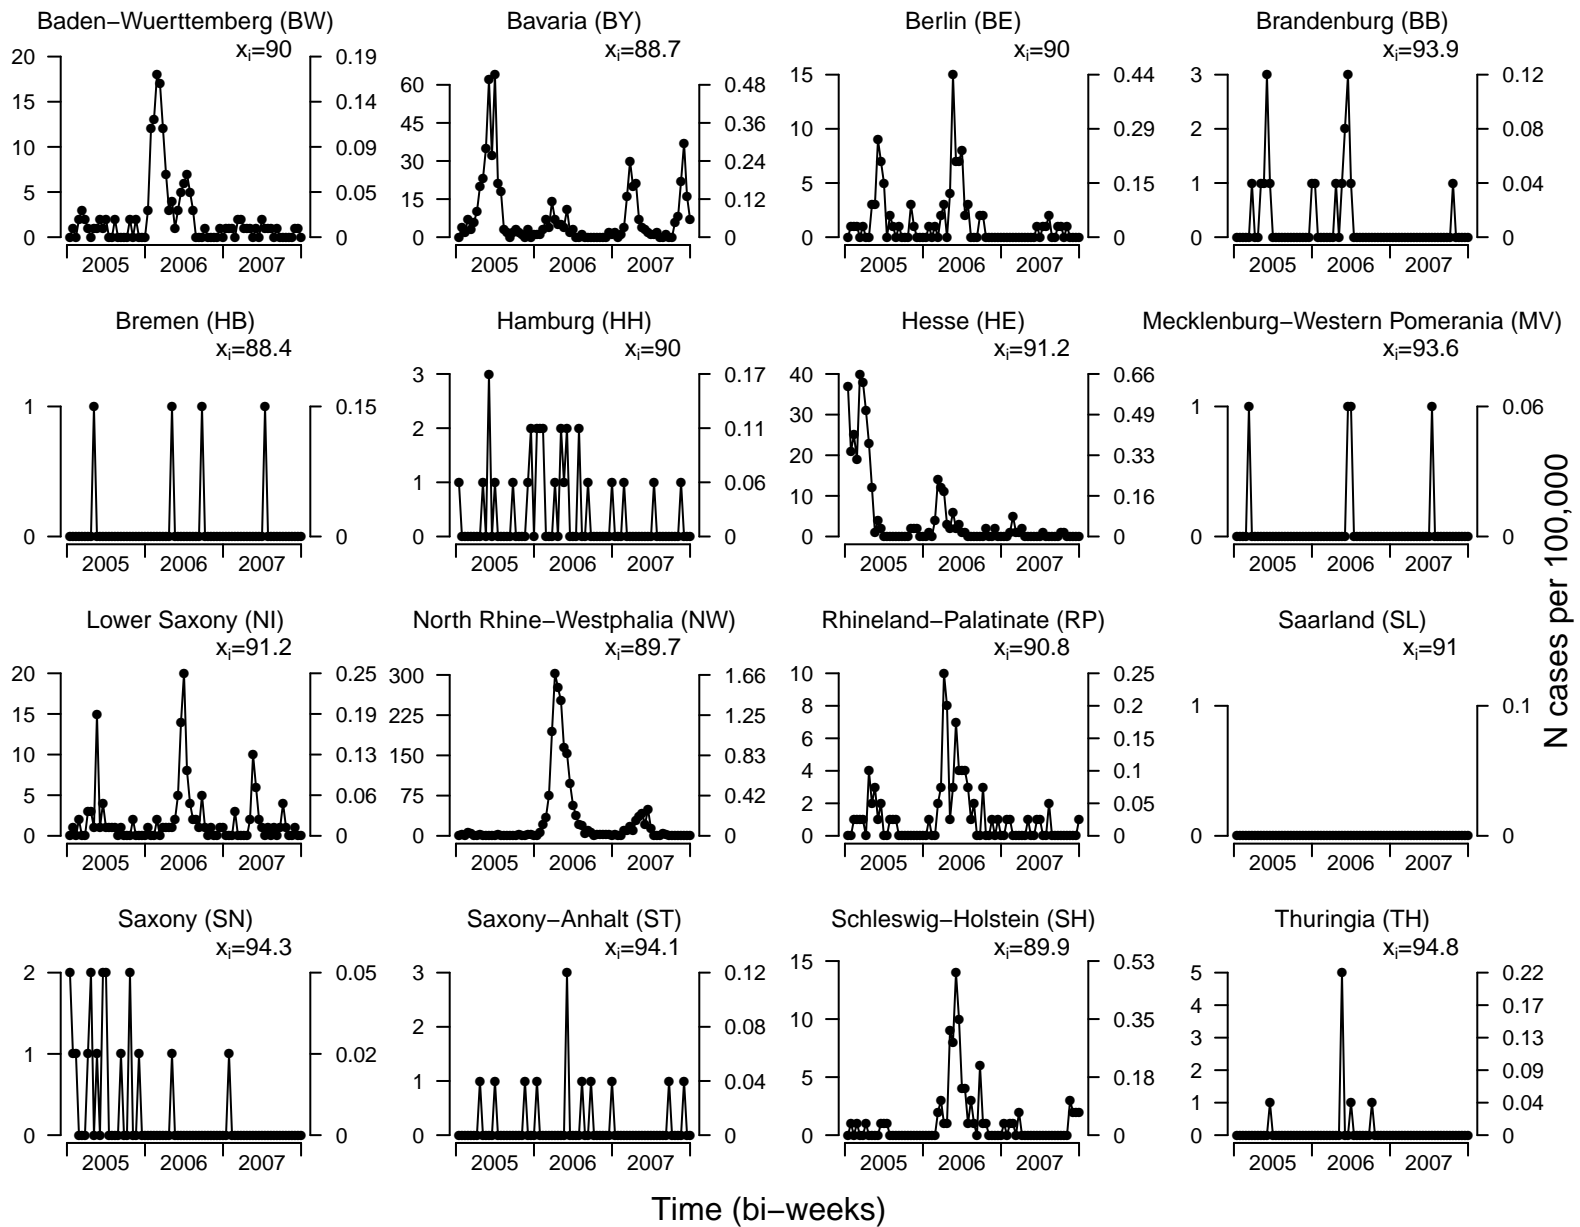 Baden−Wuerttemberg (BW) Bavaria (BY) Berlin (BE) Brandenburg (BB)
xi=90 xi=88.7 xi=90 xi=93.9
20 15 10 5 0 0.19 0.14 0.09 0.05 0 2005 2006 2007
60 45 30 15 0 0.48 0.36 0.24 0.12 0 2005 2006 2007
15 10 5 0 0.44 0.29 0.15 0 2005 2006 2007
3 2 1 0 0.12 0.08 0.04 0 2005 2006 2007
Bremen (HB) Hamburg (HH) Hesse (HE) Mecklenburg−Western Pomerania (MV)
xi=88.4 xi=90 xi=91.2 xi=93.6
1 0 0.15 0 2005 2006 2007
3 2 1 0 0.17 0.11 0.06 0 2005 2006 2007
40 30 20 10 0 0.66 0.49 0.33 0.16 0 2005 2006 2007
1 0 0.06 0 2005 2006 2007
Lower Saxony (NI) North Rhine−Westphalia (NW) Rhineland−Palatinate (RP) Saarland (SL)
xi=91.2 xi=89.7 xi=90.8 xi=91
20 15 10 5 0 0.25 0.19 0.13 0.06 0 2005 2006 2007
300 225 150 75 0 1.66 1.25 0.83 0.42 0 2005 2006 2007
10 8 6 4 2 0 0.25 0.2 0.15 0.1 0.05 0 2005 2006 2007
1 0 0.1 0 2005 2006 2007
Saxony (SN) Saxony−Anhalt (ST) Schleswig−Holstein (SH) Thuringia (TH)
xi=94.3 xi=94.1 xi=89.9 xi=94.8
2 1 0 0.05 0.02 0 2005 2006 2007
3 2 1 0 0.12 0.08 0.04 0 2005 2006 2007
15 10 5 0 0.53 0.35 0.18 0 2005 2006 2007
5 4 3 2 1 0 0.22 0.17 0.13 0.09 0.04 0 2005 2006 2007
N cases per 100,000
Time (bi−weeks)